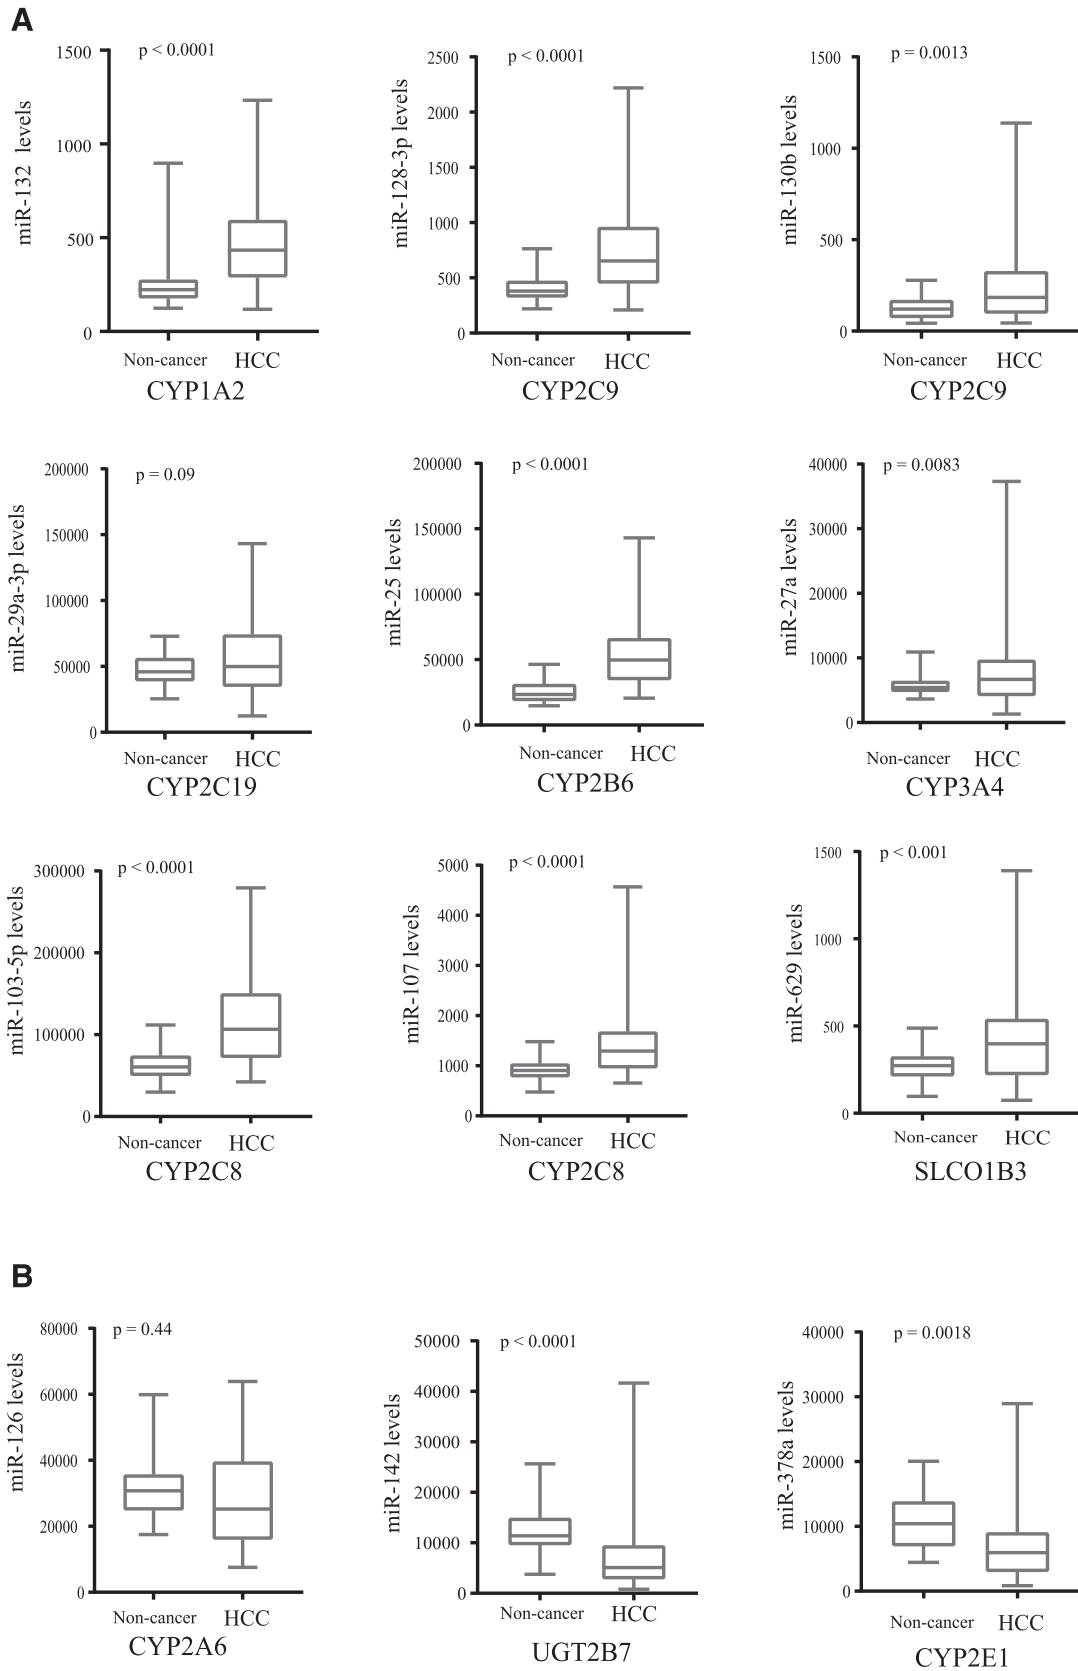 A
p < 0.0001
1500
1000
500
0
miR-132 levels
Non-cancer HCC
CYP1A2
p < 0.0001
2500
2000
1500
1000
500
0
miR-128-3p levels
Non-cancer HCC
CYP2C9
p = 0.0013
1500
1000
500
0
miR-130b levels
Non-cancer HCC
CYP2C9
p = 0.09
200000
150000
100000
50000
0
miR-29a-3p levels
Non-cancer HCC
CYP2C19
p < 0.0001
200000
150000
100000
50000
0
miR-25 levels
Non-cancer HCC
CYP2B6
p = 0.0083
40000
30000
20000
10000
0
miR-27a levels
Non-cancer HCC
CYP3A4
p < 0.0001
300000
200000
100000
0
miR-103-5p levels
Non-cancer HCC
CYP2C8
p < 0.0001
5000
4000
3000
2000
1000
0
miR-107 levels
Non-cancer HCC
CYP2C8
p < 0.001
1500
1000
500
0
miR-629 levels
Non-cancer HCC
SLCO1B3
B
p = 0.44
80000
60000
40000
20000
0
miR-126 levels
Non-cancer HCC
CYP2A6
p < 0.0001
50000
40000
30000
20000
10000
0
miR-142 levels
Non-cancer HCC
UGT2B7
p = 0.0018
40000
30000
20000
10000
0
miR-378a levels
Non-cancer HCC
CYP2E1